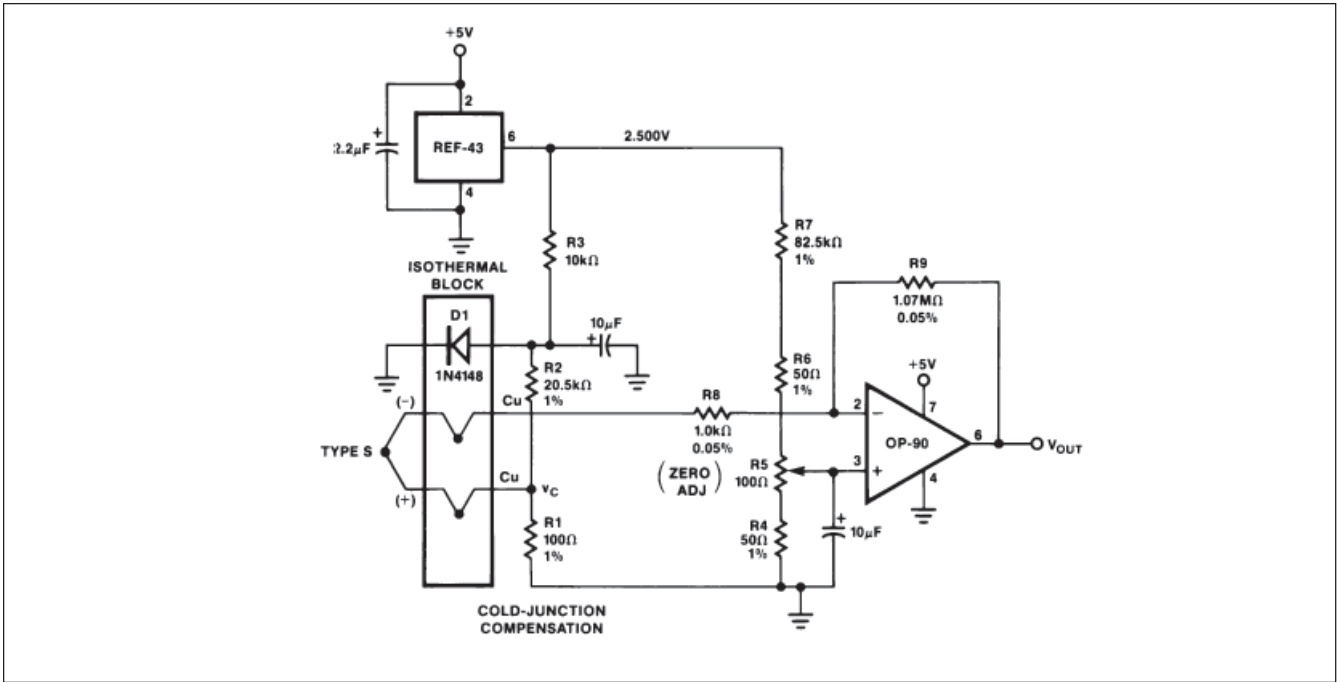 +5V
2
REF-43
6
2.500V
+
2.2μF
4
R3
10kΩ
R7
82.5kΩ
1%
ISOTHERMAL
BLOCK
D1
1N4148
10μF
+
R2
20.5kΩ
1%
R6
50Ω
1%
R9
1.07MΩ
0.05%
+5V
7
Cu
(−)
R8
1.0kΩ
0.05%
2
−
OP-90
6
VOUT
TYPE S
Cu
(ZERO
ADJ)
R5
100Ω
3
+
4
(+)
vC
R1
100Ω
1%
R4
50Ω
1%
+
10μF
COLD-JUNCTION
COMPENSATION